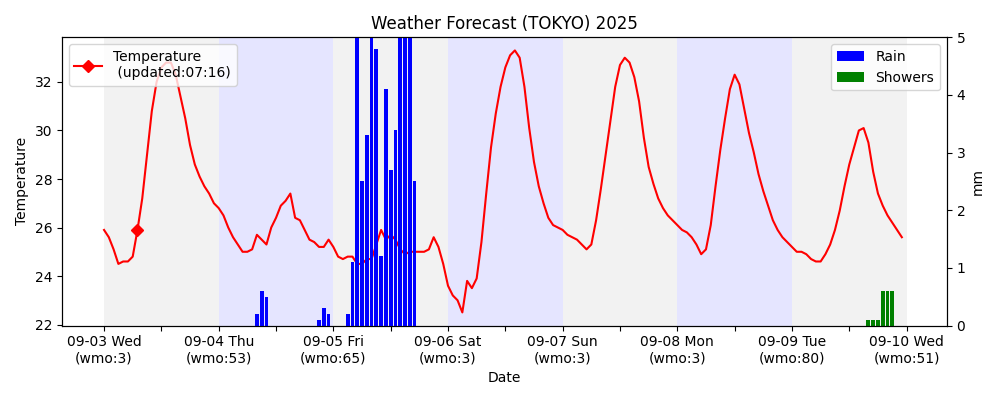 Weather Forecast (TOKYO) 2025
Temperature
(updated:07:16)
Rain
Showers
Temperature
32
30
28
26
24
22
5
4
3
2
1
0
mm
09-03 Wed
(wmo:3)
09-04 Thu
(wmo:53)
09-05 Fri
(wmo:65)
09-06 Sat
(wmo:3)
09-07 Sun
(wmo:3)
09-08 Mon
(wmo:3)
09-09 Tue
(wmo:80)
09-10 Wed
(wmo:51)
Date